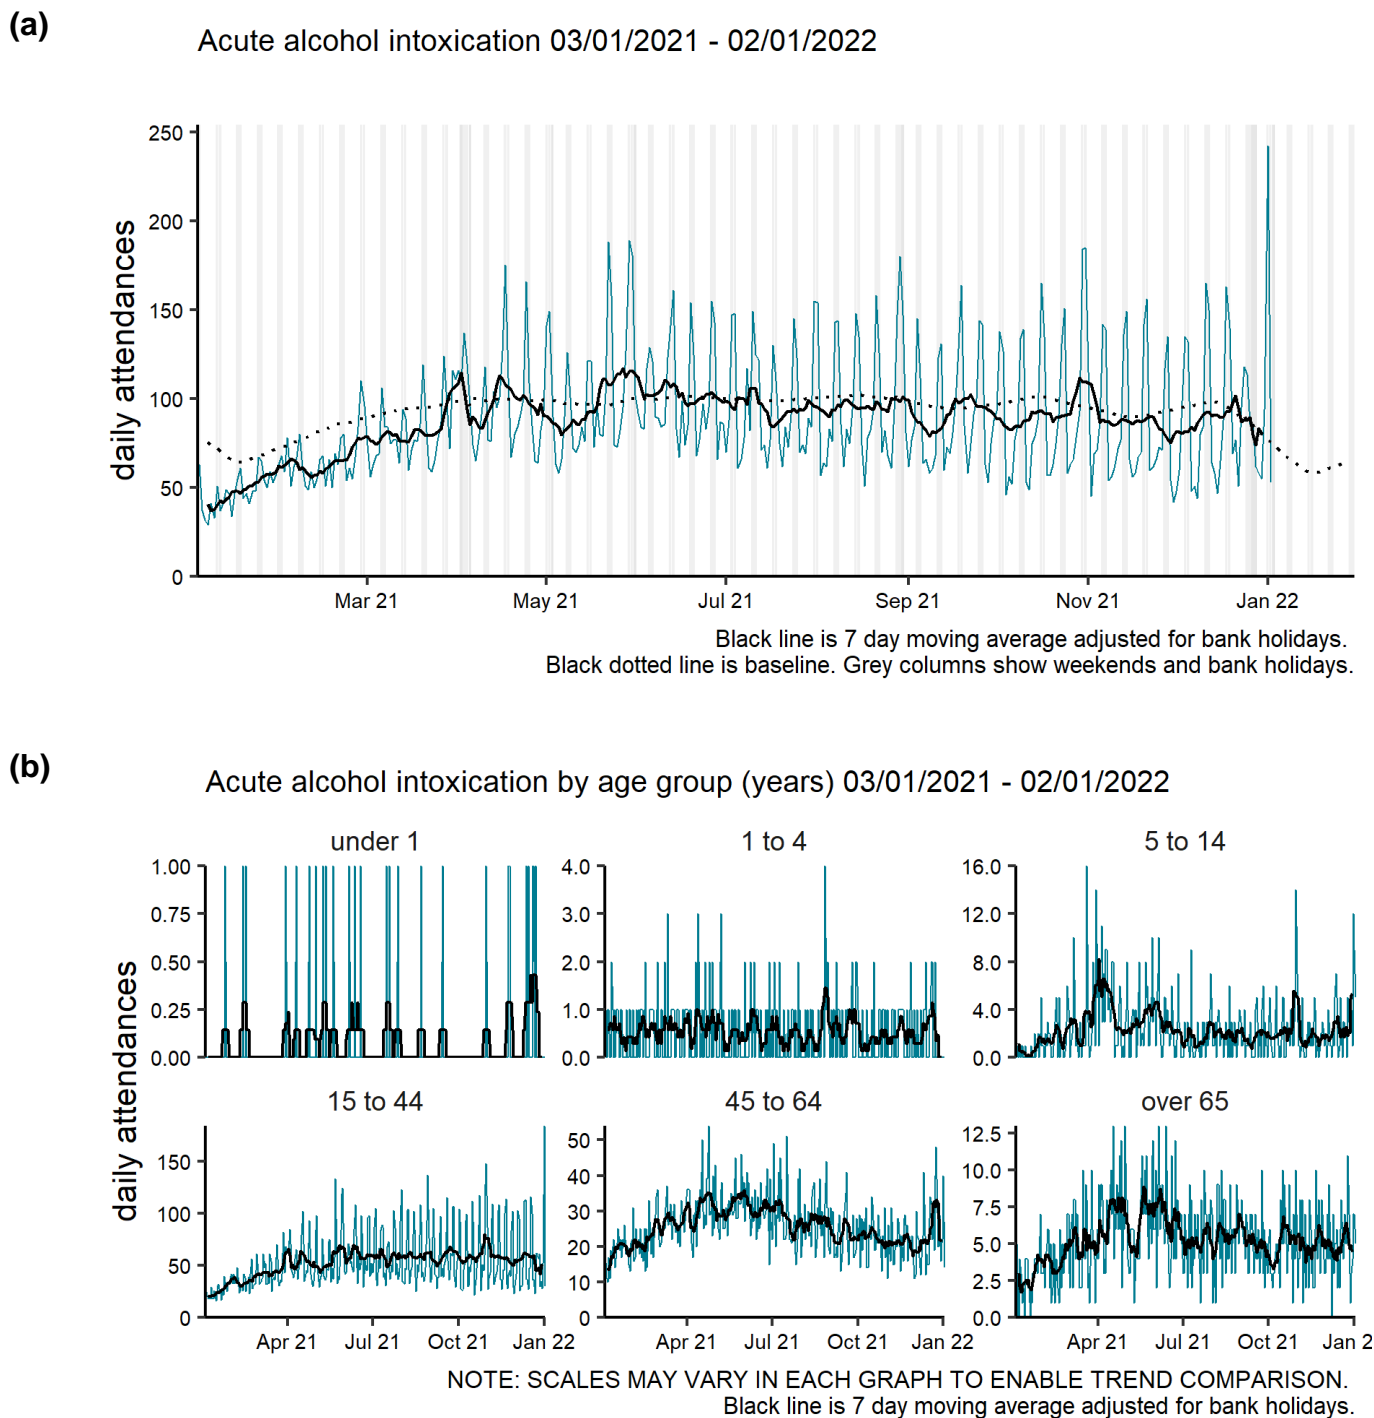 (a)
Acute alcohol intoxication 03/01/2021 - 02/01/2022
daily attendances
250
200
150
100
50
0
Mar 21 May 21 Jul 21 Sep 21 Nov 21 Jan 22
Black line is 7 day moving average adjusted for bank holidays.
Black dotted line is baseline. Grey columns show weekends and bank holidays.
(b)
Acute alcohol intoxication by age group (years) 03/01/2021 - 02/01/2022
daily attendances
under 1
1.00
0.75
0.50
0.25
0.00
1 to 4
4.0
3.0
2.0
1.0
0.0
5 to 14
16.0
12.0
8.0
4.0
0.0
15 to 44
150
100
50
0
Apr 21 Jul 21 Oct 21 Jan 22
45 to 64
50
40
30
20
10
0
Apr 21 Jul 21 Oct 21 Jan 22
over 65
12.5
10.0
7.5
5.0
2.5
0.0
Apr 21 Jul 21 Oct 21 Jan 2
NOTE: SCALES MAY VARY IN EACH GRAPH TO ENABLE TREND COMPARISON.
Black line is 7 day moving average adjusted for bank holidays.